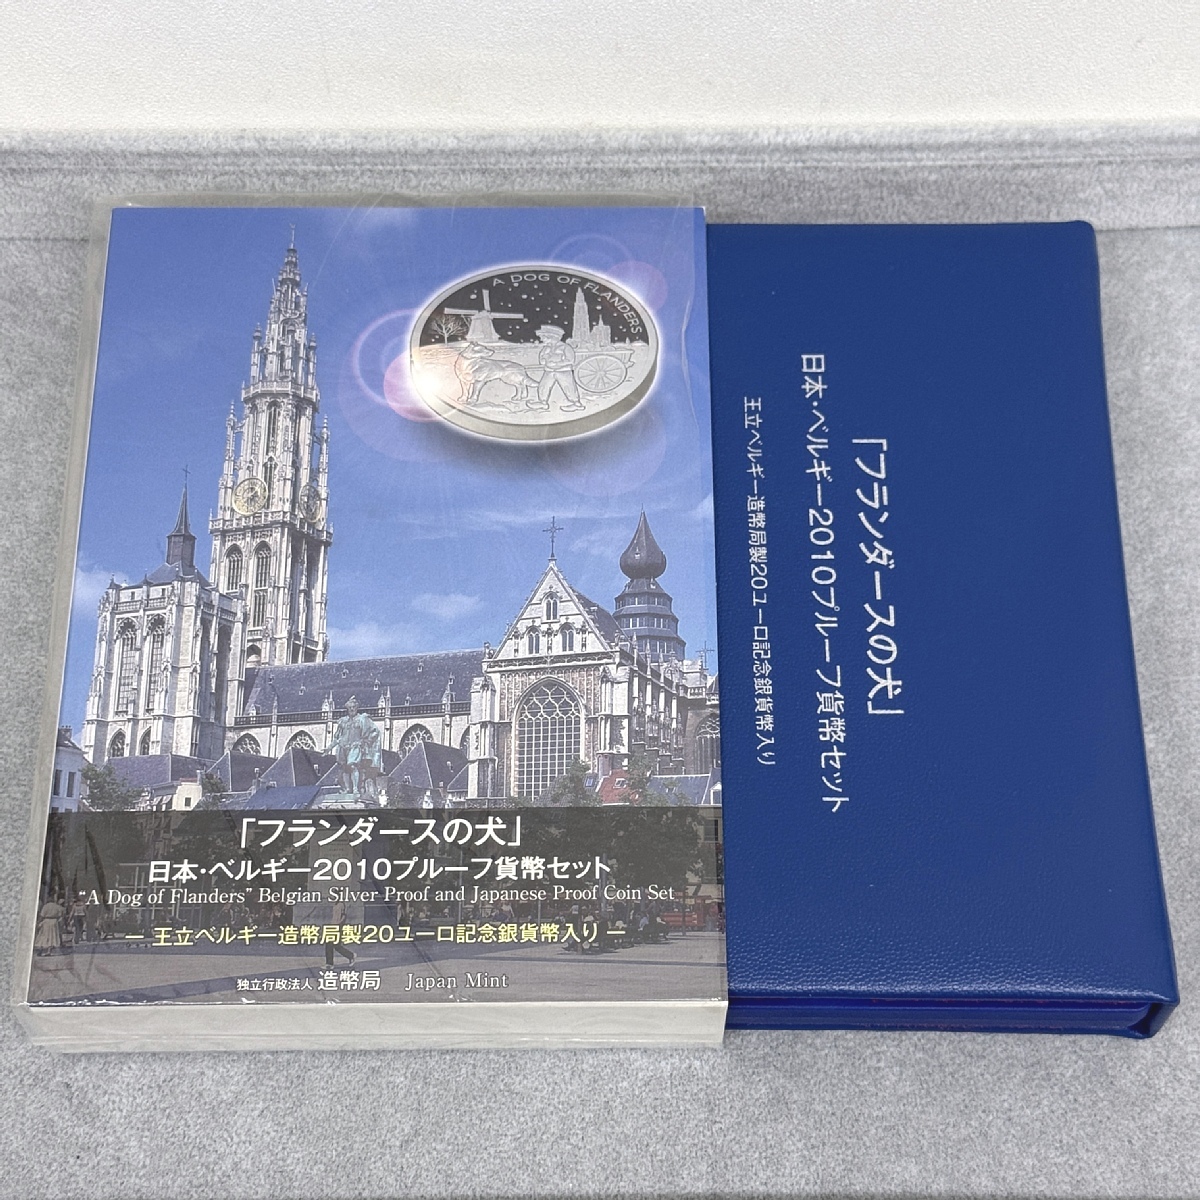 A DOG OF FLANDERS
「フランダースの犬」
日本・ベルギー2010プルーフ貨幣セット
"A Dog of Flanders" Belgian Silver Proof and Japanese Proof Coin Set
― 王立ベルギー造幣局製20ユーロ記念銀貨幣入り ―
独立行政法人 造幣局 Japan Mint
「フランダースの犬」
日本・ベルギー2010プルーフ貨幣セット
王立ベルギー造幣局製20ユーロ記念銀貨幣入り